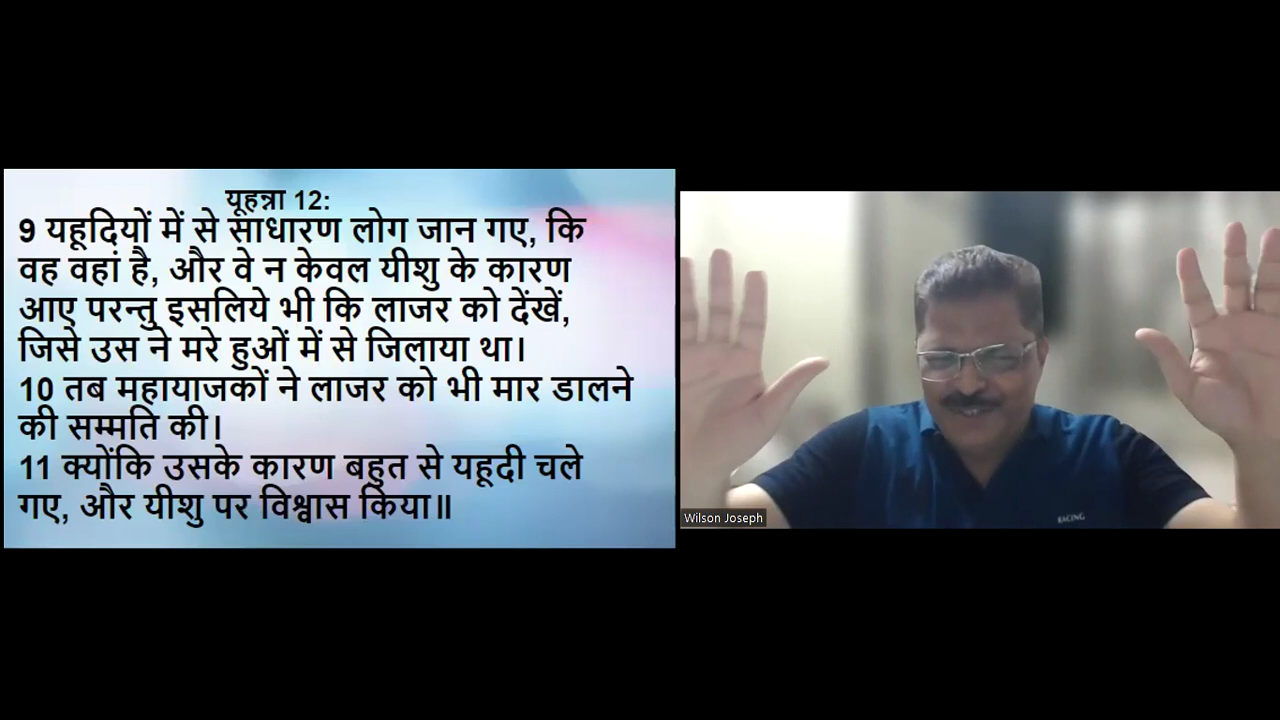 यूहन्ना 12:
9 यहूदियों में से साधारण लोग जान गए, कि
वह वहां है, और वे न केवल यीशु के कारण
आए परन्तु इसलिये भी कि लाजर को देंखें,
जिसे उस ने मरे हुओं में से जिलाया था।
10 तब महायाजकों ने लाजर को भी मार डालने
की सम्मति की।
11 क्योंकि उसके कारण बहुत से यहूदी चले
गए, और यीशु पर विश्वास किया॥
Wilson Joseph
RACING